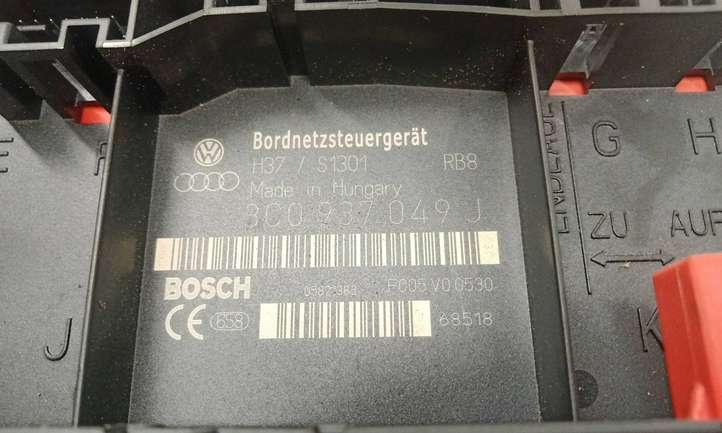 Bordnetzsteuergerät
H37 / S1301 RB8
Made in Hungary
3C0 937 049 J
BOSCH F005 V0 0530
CE 658 68518
E F
J
ENDLAGE
G H
ZU AUF
K